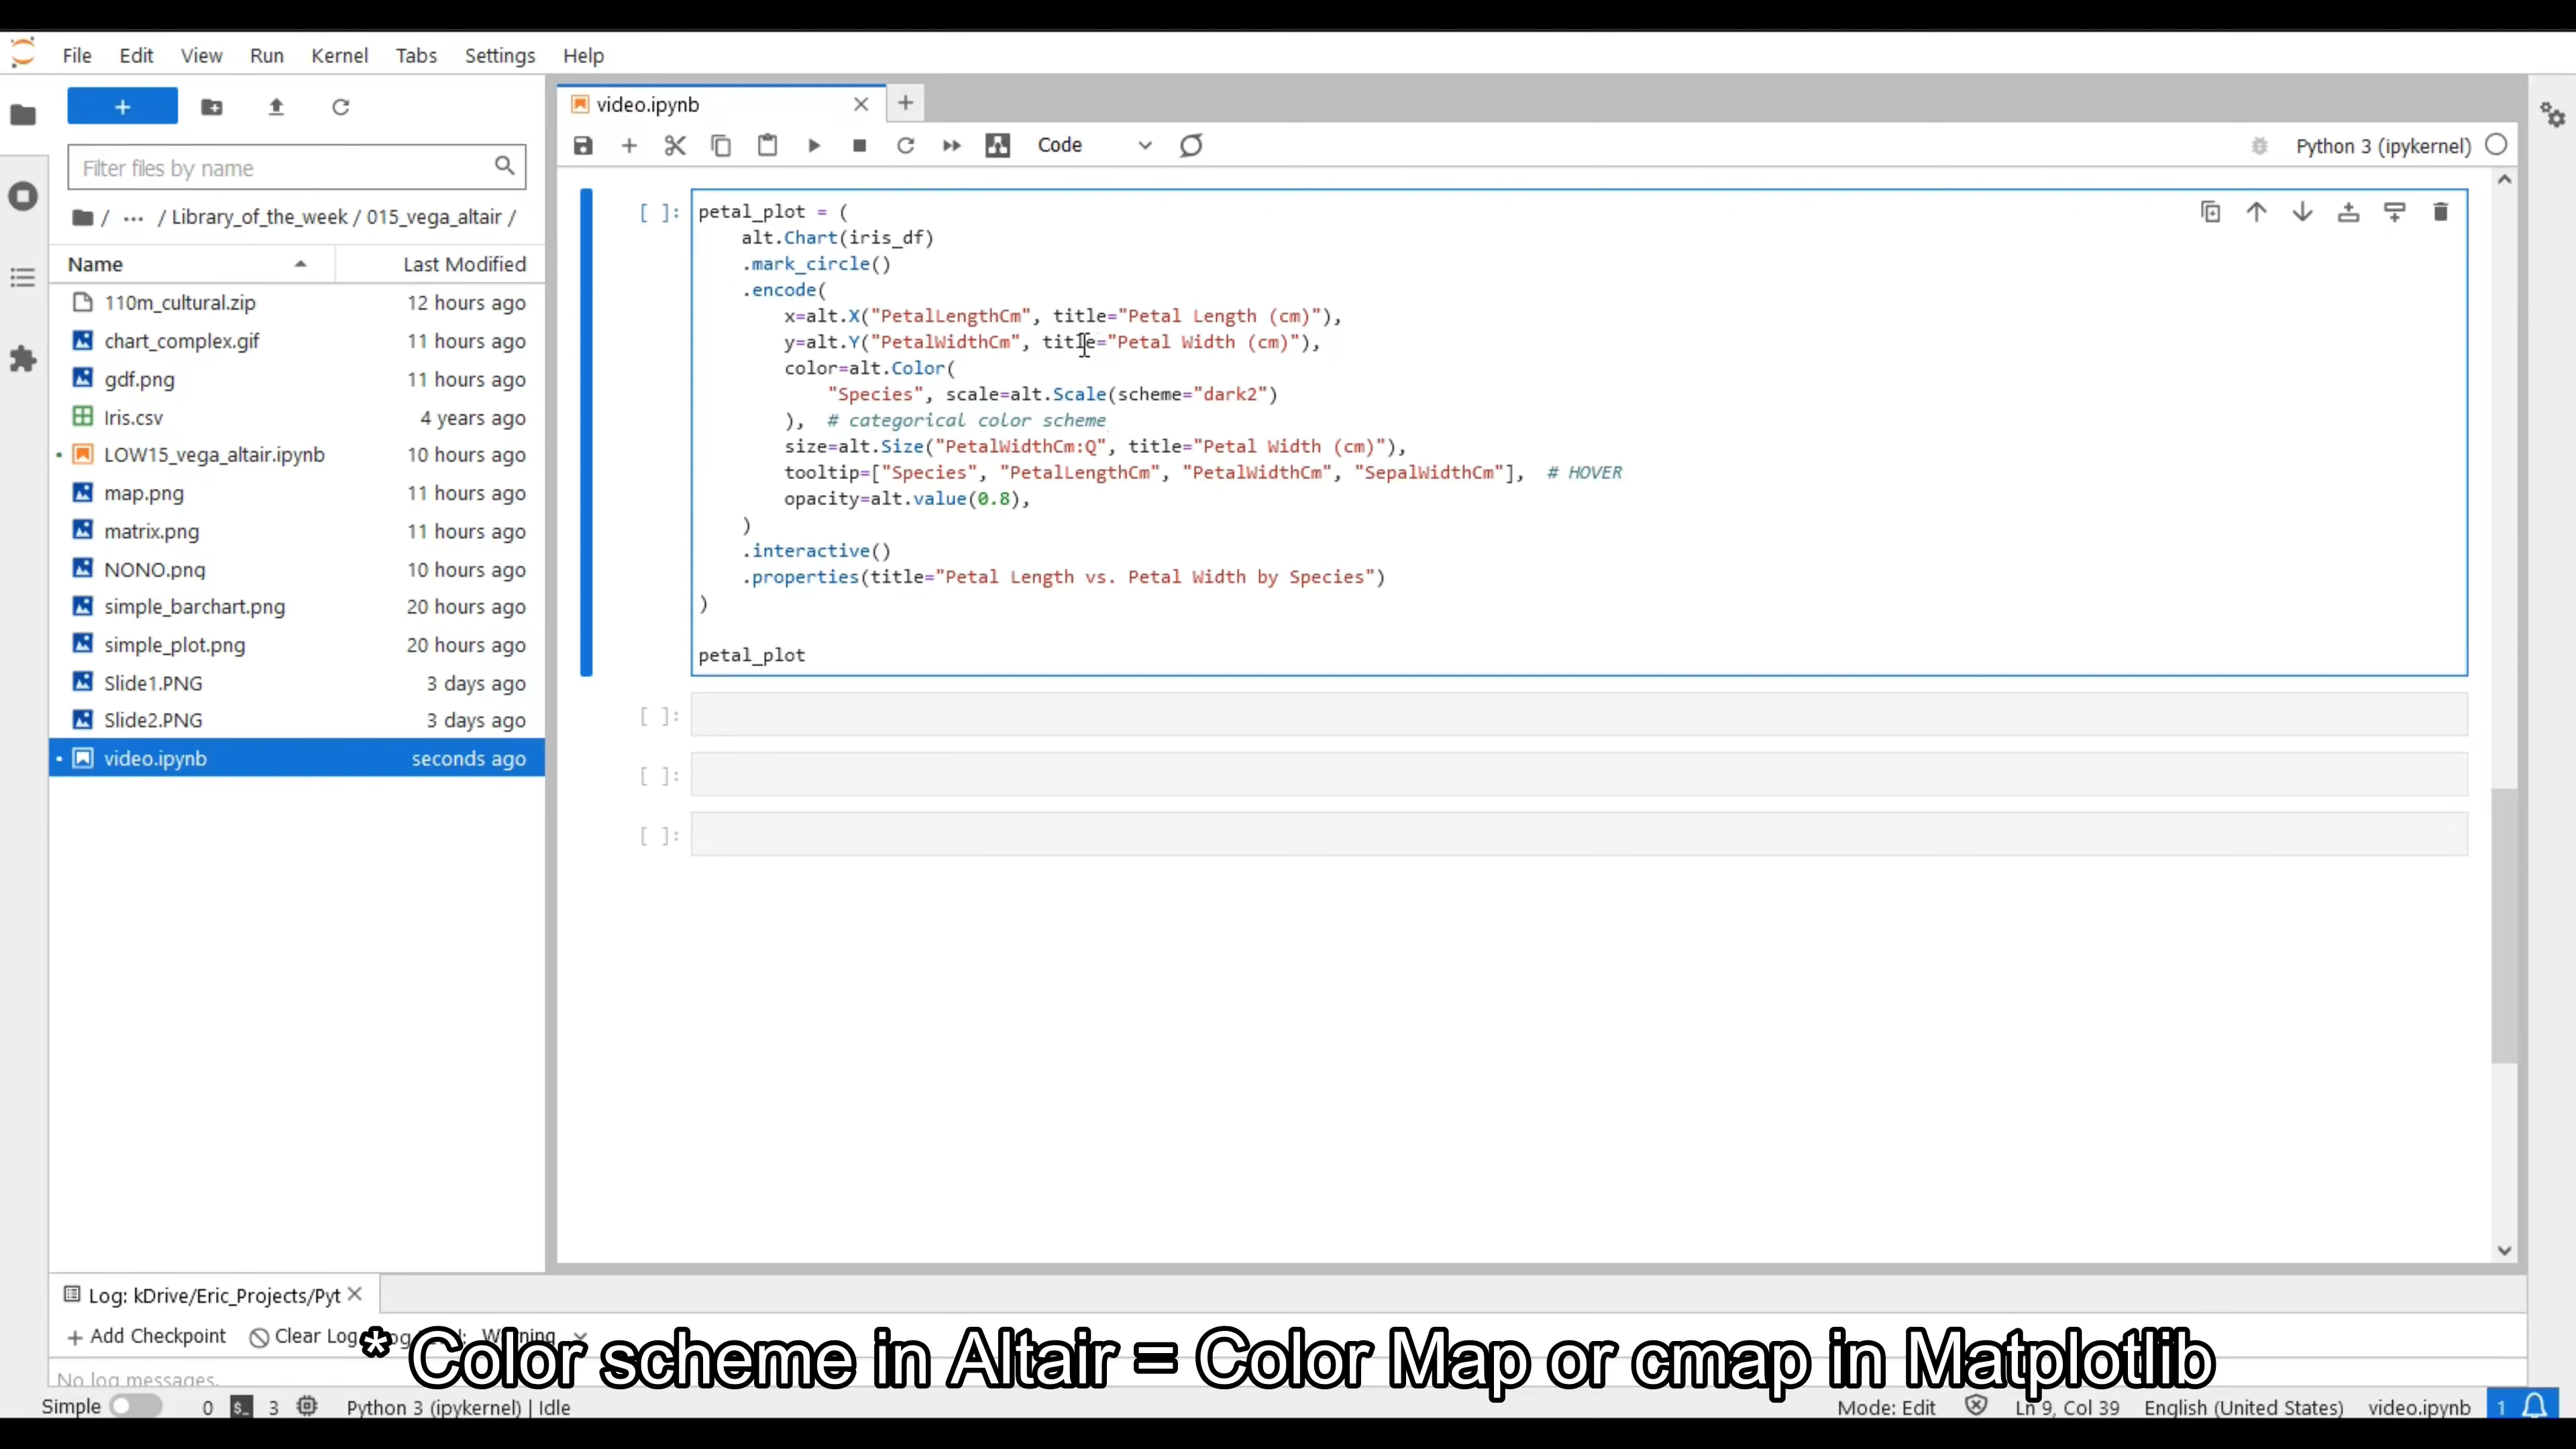 File Edit View Run Kernel Tabs Settings Help
Filter files by name
/ ··· / Library_of_the_week / 015_vega_altair /
Name Last Modified
110m_cultural.zip 12 hours ago
chart_complex.gif 11 hours ago
gdf.png 11 hours ago
Iris.csv 4 years ago
LOW15_vega_altair.ipynb 10 hours ago
map.png 11 hours ago
matrix.png 11 hours ago
NONO.png 10 hours ago
simple_barchart.png 20 hours ago
simple_plot.png 20 hours ago
Slide1.PNG 3 days ago
Slide2.PNG 3 days ago
video.ipynb seconds ago
video.ipynb
Code
Python 3 (ipykernel)
[ ]: petal_plot = (
    alt.Chart(iris_df)
    .mark_circle()
    .encode(
        x=alt.X("PetalLengthCm", title="Petal Length (cm)"),
        y=alt.Y("PetalWidthCm", title="Petal Width (cm)"),
        color=alt.Color(
            "Species", scale=alt.Scale(scheme="dark2")
        ),  # categorical color scheme
        size=alt.Size("PetalWidthCm:Q", title="Petal Width (cm)"),
        tooltip=["Species", "PetalLengthCm", "PetalWidthCm", "SepalWidthCm"],  # HOVER
        opacity=alt.value(0.8),
    )
    .interactive()
    .properties(title="Petal Length vs. Petal Width by Species")
)
petal_plot
[ ]:
[ ]:
[ ]:
Log: kDrive/Eric_Projects/Pyt
Add Checkpoint Clear Log Warning
* Color scheme in Altair = Color Map or cmap in Matplotlib
No log messages.
Simple 0 3 Python 3 (ipykernel) | Idle
Mode: Edit Ln 9, Col 39 English (United States) video.ipynb 1